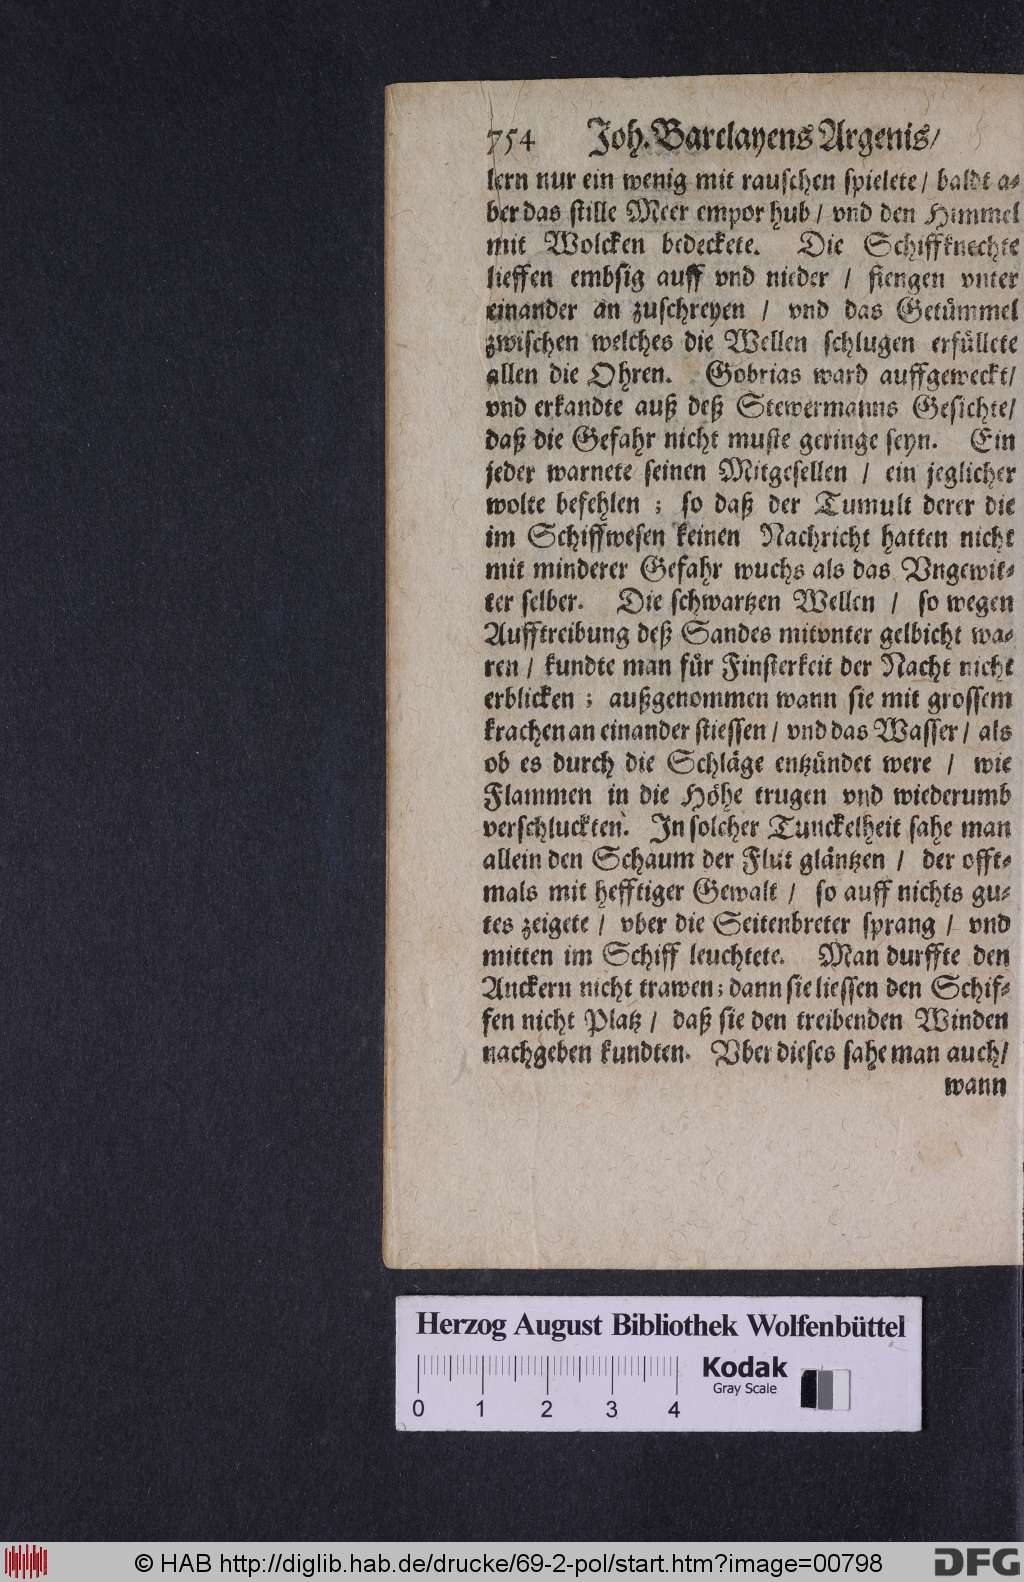 754 Joh. Barclayens Argenis/
lern nur ein wenig mit rauschen spielete / baldt a-
ber das stille Meer empor hub / vnd den Himmel
mit Wolcken bedeckete. Die Schiffknechte
lieffen embsig auff vnd nieder / fiengen vnter
einander an zuschreyen / vnd das Getümmel
zwischen welches die Wellen schlugen erfüllete
allen die Ohren. Gobrias ward auffgeweckt/
vnd erkandte auß deß Stewermanns Gesichte/
daß die Gefahr nicht muste geringe seyn. Ein
jeder warnete seinen Mitgesellen / ein jeglicher
wolte befehlen ; so daß der Tumult derer die
im Schiffwesen keinen Nachricht hatten nicht
mit minderer Gefahr wuchs als das Vngewit-
ter selber. Die schwartzen Wellen / so wegen
Aufftreibung deß Sandes mitvnter gelbicht wa-
ren / kundte man für Finsterkeit der Nacht nicht
erblicken ; außgenommen wann sie mit grossem
krachen an einander stiessen / vnd das Wasser / als
ob es durch die Schläge entzündet were / wie
Flammen in die Höhe trugen vnd wiederumb
verschluckten. In solcher Tunckelheit sahe man
allein den Schaum der Flut gläntzen / der offt-
mals mit hefftiger Gewalt / so auff nichts gu-
tes zeigete / vber die Seitenbreter sprang / vnd
mitten im Schiff leuchtete. Man durffte den
Anckern nicht trawen; dann sie liessen den Schif-
fen nicht Platz / daß sie den treibenden Winden
nachgeben kundten. Vber dieses sahe man auch/
wann
Herzog August Bibliothek Wolfenbüttel
Kodak
Gray Scale
0 1 2 3 4
© HAB http://diglib.hab.de/drucke/69-2-pol/start.htm?image=00798
DFG